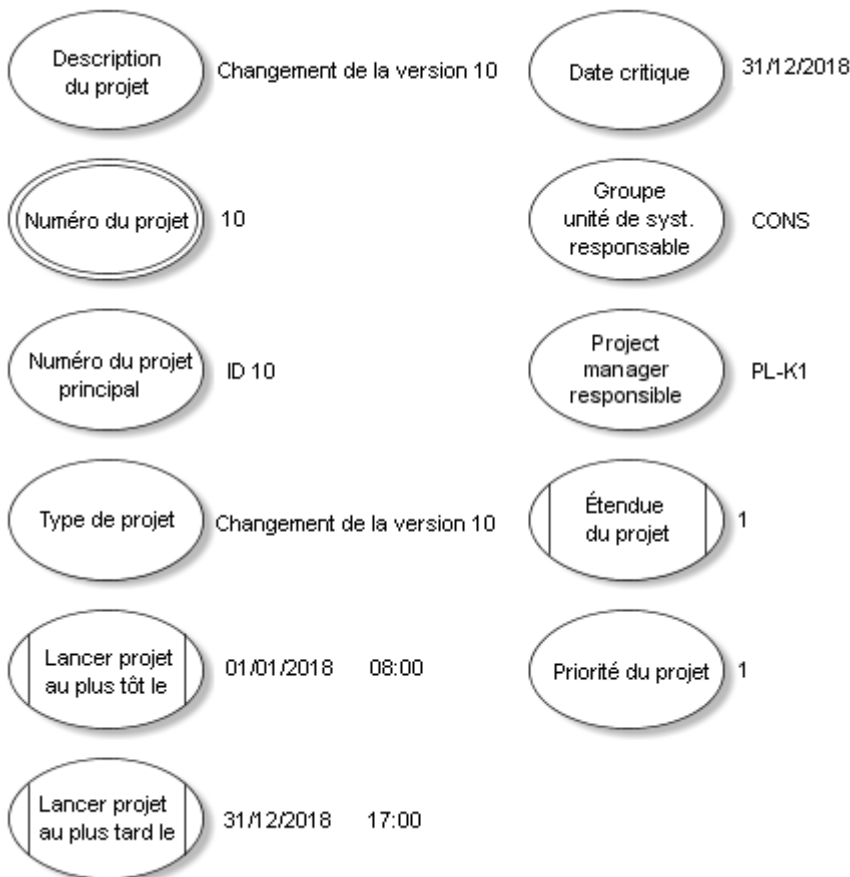 Description
du projet
Changement de la version 10
Date critique
31/12/2018
Numéro du projet
10
Groupe
unité de syst.
responsable
CONS
Numéro du projet
principal
ID 10
Project
manager
responsible
PL-K1
Type de projet
Changement de la version 10
Étendue
du projet
1
Lancer projet
au plus tôt le
01/01/2018 08:00
Priorité du projet
1
Lancer projet
au plus tard le
31/12/2018 17:00